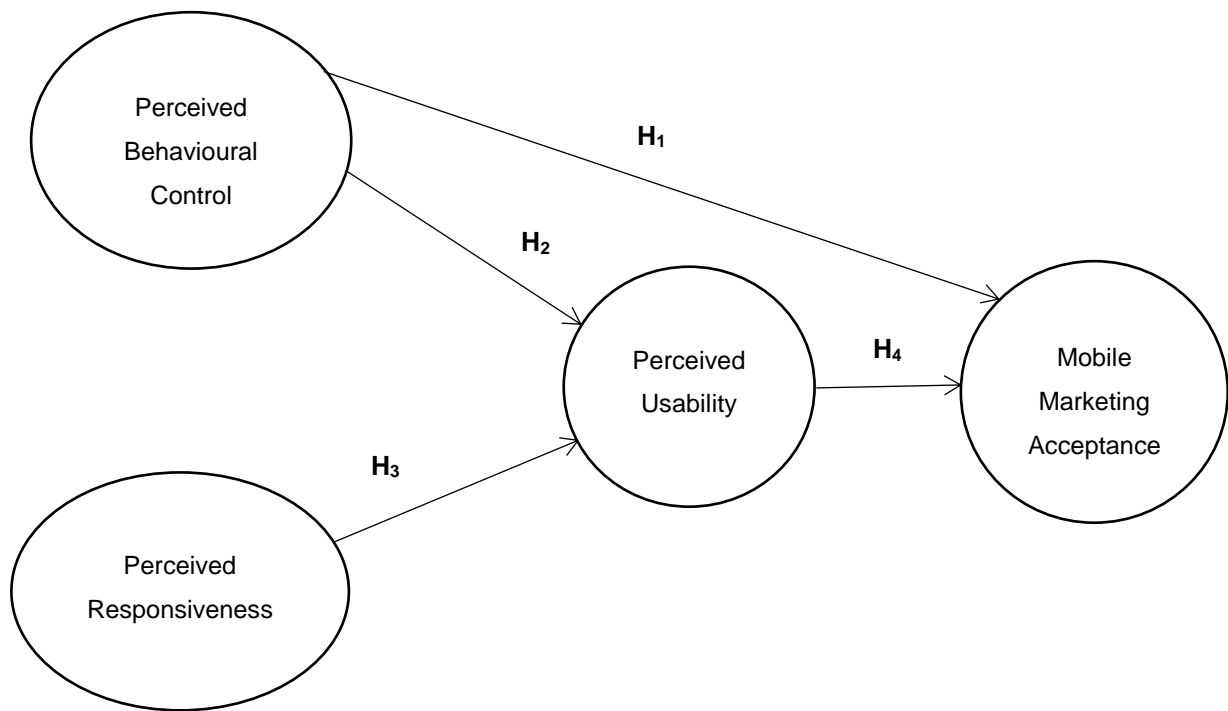 Perceived
Behavioural
Control
H₁
H₂
Perceived
Usability
H₄
Mobile
Marketing
Acceptance
H₃
Perceived
Responsiveness